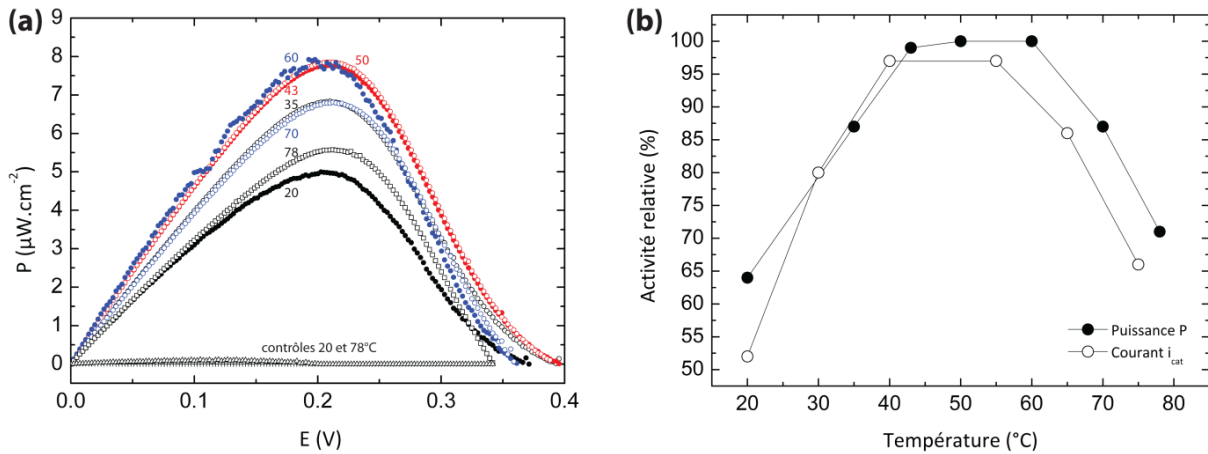 (a)
9
8
7
6
5
4
3
2
1
0
P (µW.cm⁻²)
60
50
43
35
70
78
20
contrôles 20 et 78°C
0.0 0.1 0.2 0.3 0.4
E (V)
(b)
100
95
90
85
80
75
70
65
60
55
50
Activité relative (%)
Puissance P
Courant i_cat
20 30 40 50 60 70 80
Température (°C)